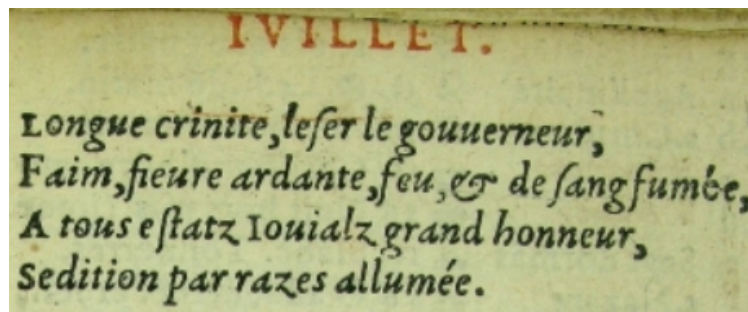 IVILLET.
Longue crinite, leſer le gouuerneur,
Faim, fieure ardante, feu, & de ſang fumée,
A tous eſtatz Iouialz grand honneur,
Sedition par razes allumée.